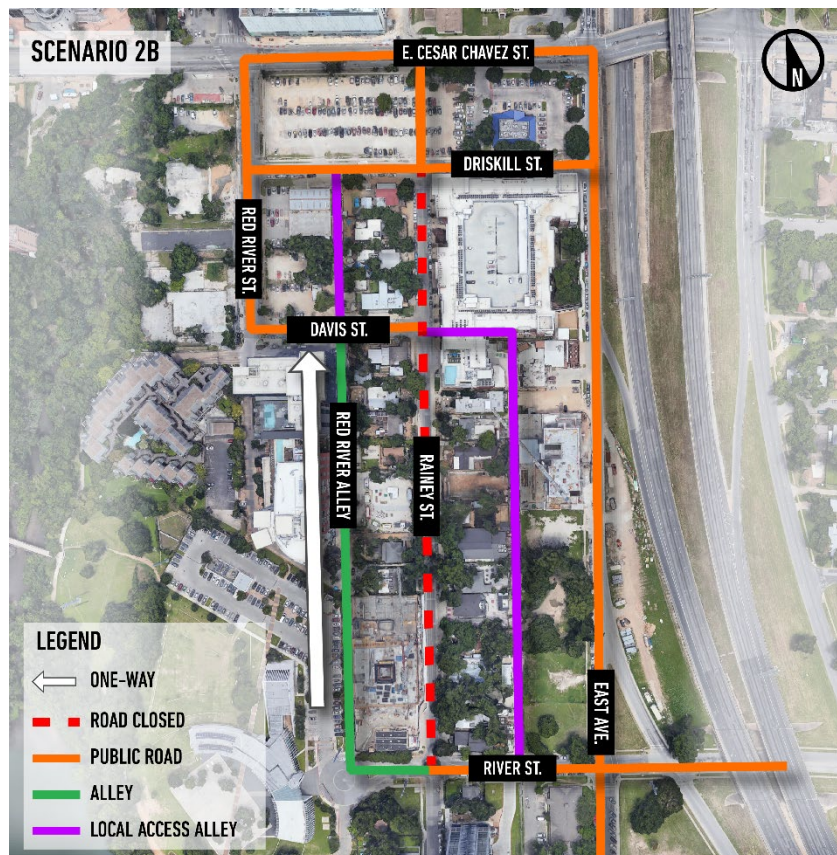 SCENARIO 2B
E. CESAR CHAVEZ ST.
N
DRISKILL ST.
RED RIVER ST.
DAVIS ST.
RED RIVER ALLEY
RAINEY ST.
EAST AVE.
RIVER ST.
LEGEND
ONE-WAY
ROAD CLOSED
PUBLIC ROAD
ALLEY
LOCAL ACCESS ALLEY